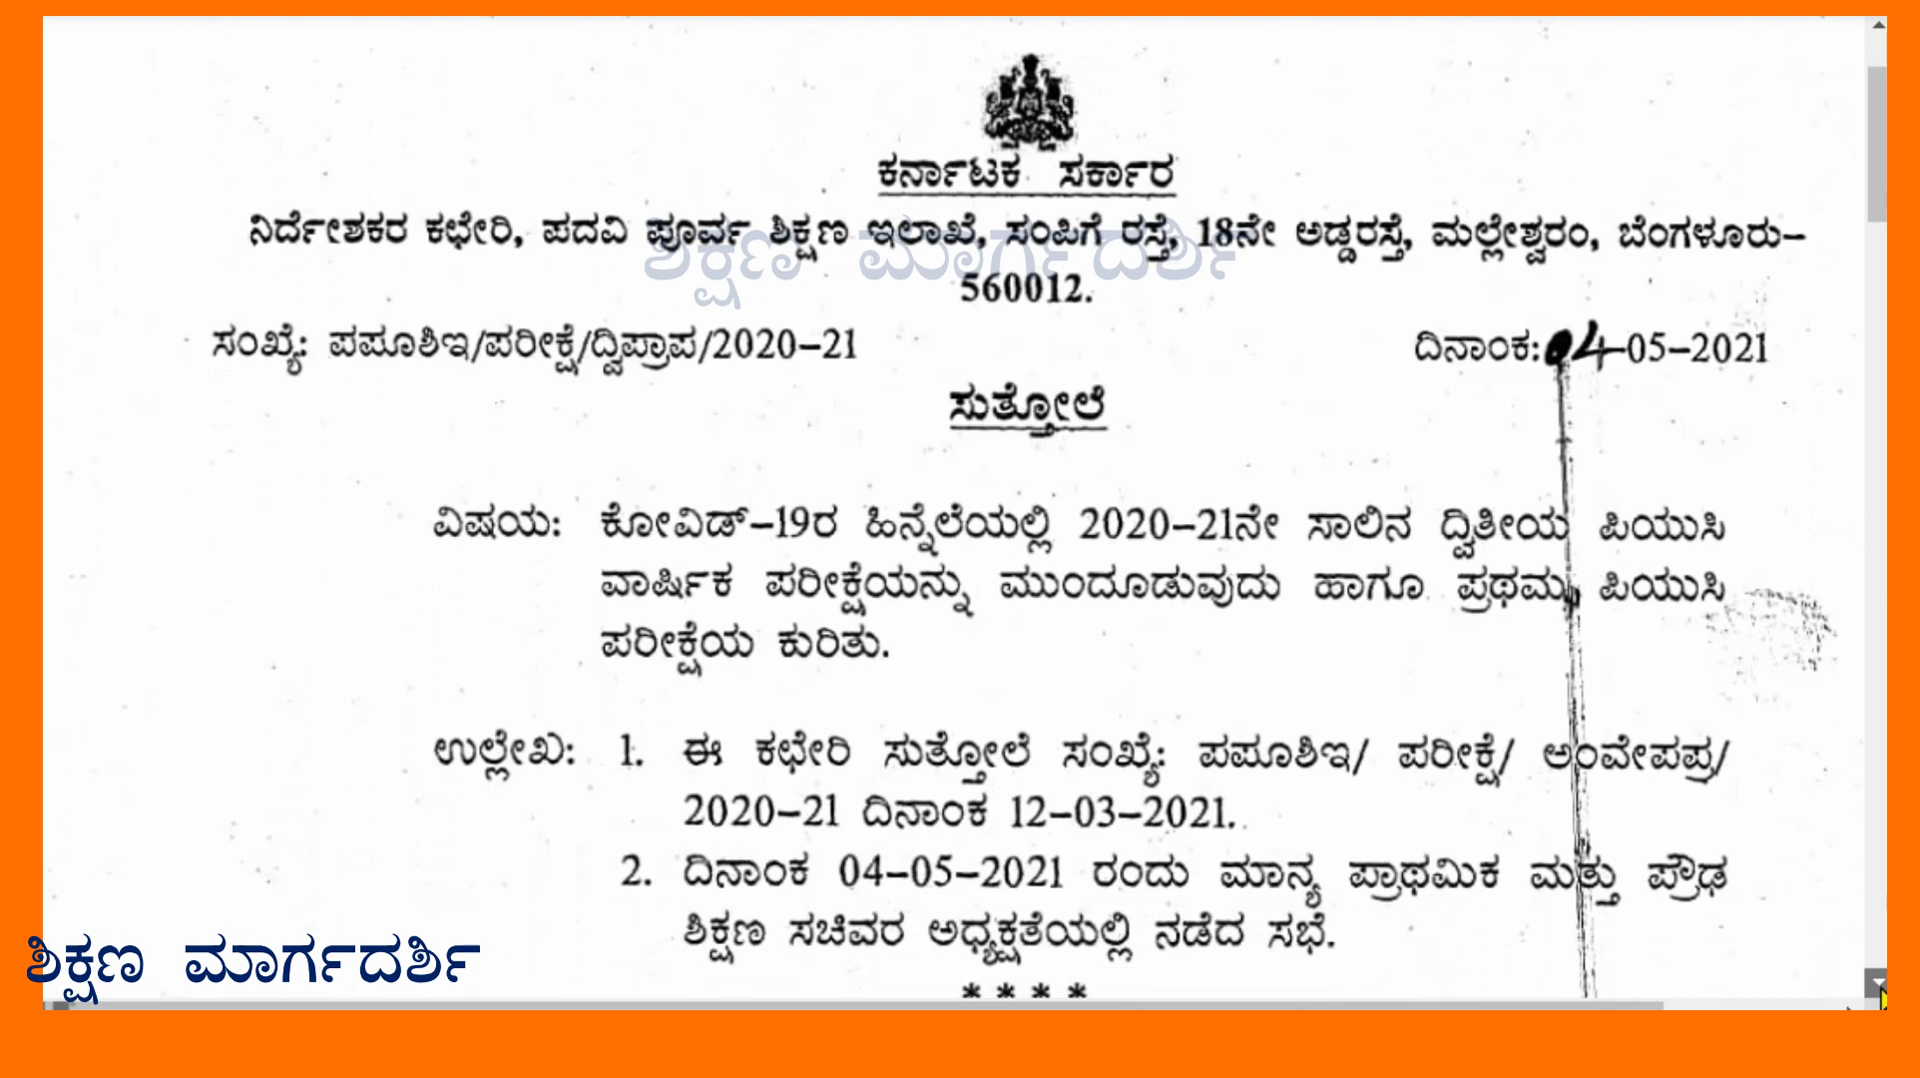 ಕರ್ನಾಟಕ ಸರ್ಕಾರ
ನಿರ್ದೇಶಕರ ಕಛೇರಿ, ಪದವಿ ಪೂರ್ವ ಶಿಕ್ಷಣ ಇಲಾಖೆ, ಸಂಪಿಗೆ ರಸ್ತೆ, 18ನೇ ಅಡ್ಡರಸ್ತೆ, ಮಲ್ಲೇಶ್ವರಂ, ಬೆಂಗಳೂರು–
ಶಿಕ್ಷಣ ಮಾರ್ಗದರ್ಶಿ
560012.
ಸಂಖ್ಯೆ: ಪಪೂಶಿಇ/ಪರೀಕ್ಷೆ/ದ್ವಿಪ್ರಾಪ/2020–21 ದಿನಾಂಕ:04-05–2021
ಸುತ್ತೋಲೆ
ವಿಷಯ: ಕೋವಿಡ್–19ರ ಹಿನ್ನೆಲೆಯಲ್ಲಿ 2020–21ನೇ ಸಾಲಿನ ದ್ವಿತೀಯ ಪಿಯುಸಿ
ವಾರ್ಷಿಕ ಪರೀಕ್ಷೆಯನ್ನು ಮುಂದೂಡುವುದು ಹಾಗೂ ಪ್ರಥಮ ಪಿಯುಸಿ
ಪರೀಕ್ಷೆಯ ಕುರಿತು.
ಉಲ್ಲೇಖ: 1. ಈ ಕಛೇರಿ ಸುತ್ತೋಲೆ ಸಂಖ್ಯೆ: ಪಪೂಶಿಇ/ ಪರೀಕ್ಷೆ/ ಅಂವೇಪಪ್ರ/
2020–21 ದಿನಾಂಕ 12–03–2021.
2. ದಿನಾಂಕ 04–05–2021 ರಂದು ಮಾನ್ಯ ಪ್ರಾಥಮಿಕ ಮತ್ತು ಪ್ರೌಢ
ಶಿಕ್ಷಣ ಸಚಿವರ ಅಧ್ಯಕ್ಷತೆಯಲ್ಲಿ ನಡೆದ ಸಭೆ.
ಶಿಕ್ಷಣ ಮಾರ್ಗದರ್ಶಿ
****